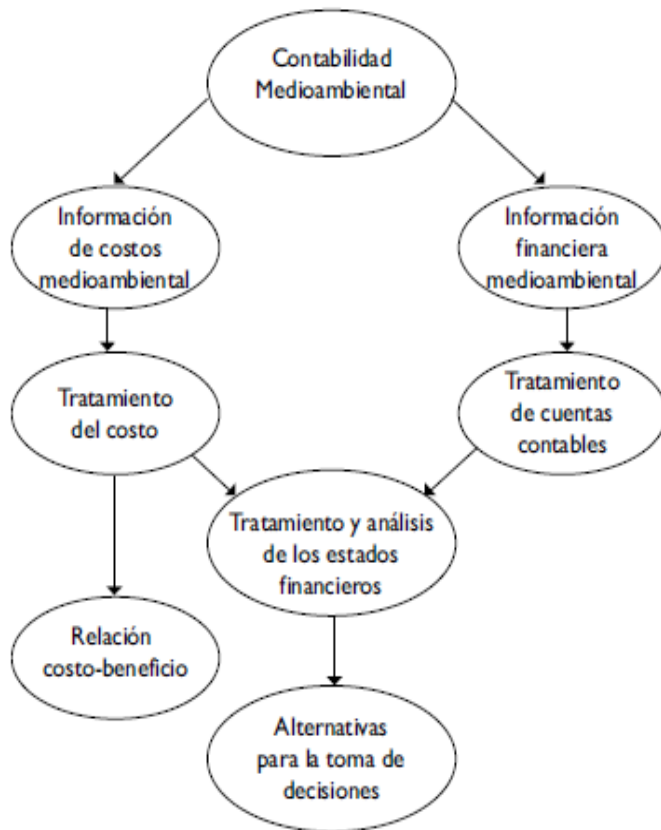 Contabilidad
Medioambiental
Información
de costos
medioambiental
Información
financiera
medioambiental
Tratamiento
del costo
Tratamiento
de cuentas
contables
Tratamiento y análisis
de los estados
financieros
Relación
costo-beneficio
Alternativas
para la toma de
decisiones